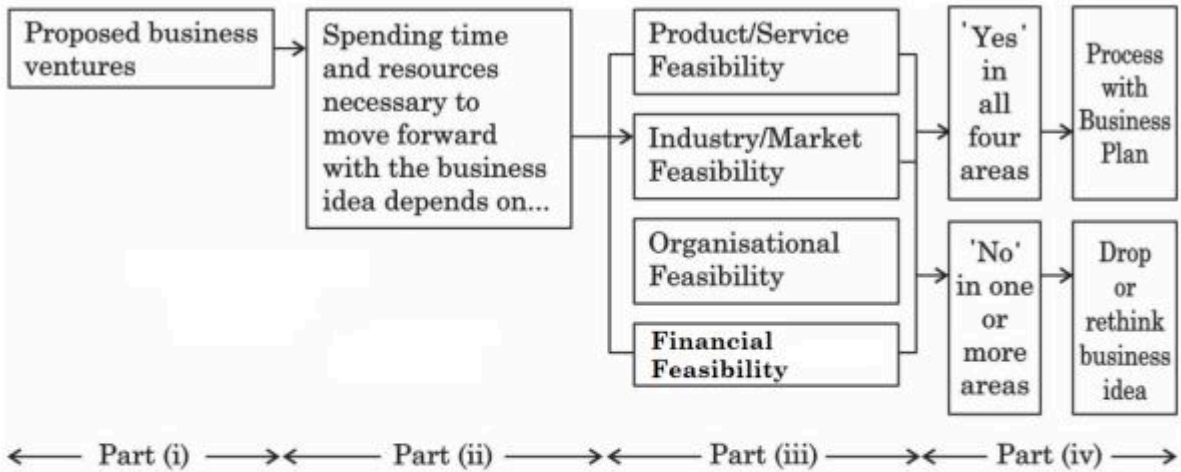 Proposed business
ventures
Spending time
and resources
necessary to
move forward
with the business
idea depends on...
Product/Service
Feasibility
Industry/Market
Feasibility
Organisational
Feasibility
Financial
Feasibility
'Yes'
in
all
four
areas
Process
with
Business
Plan
'No'
in one
or
more
areas
Drop
or
rethink
business
idea
Part (i)
Part (ii)
Part (iii)
Part (iv)